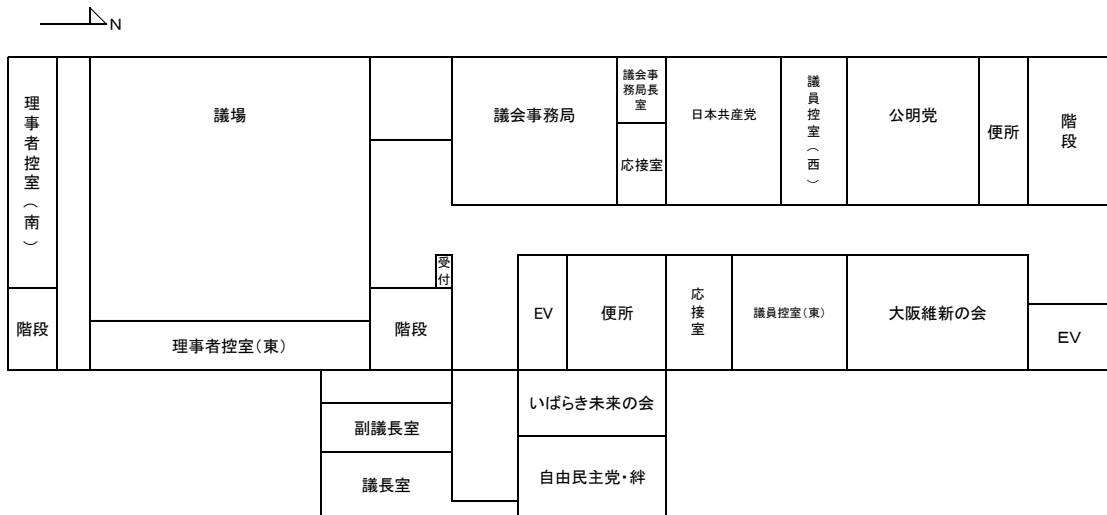 N
理事者控室(南)
議場
議会事務局
議会事
務局長
室
応接室
日本共産党
議員控室(西)
公明党
便所
階段
受付
階段
理事者控室(東)
階段
EV
便所
応接室
議員控室(東)
大阪維新の会
EV
いばらき未来の会
副議長室
議長室
自由民主党・絆